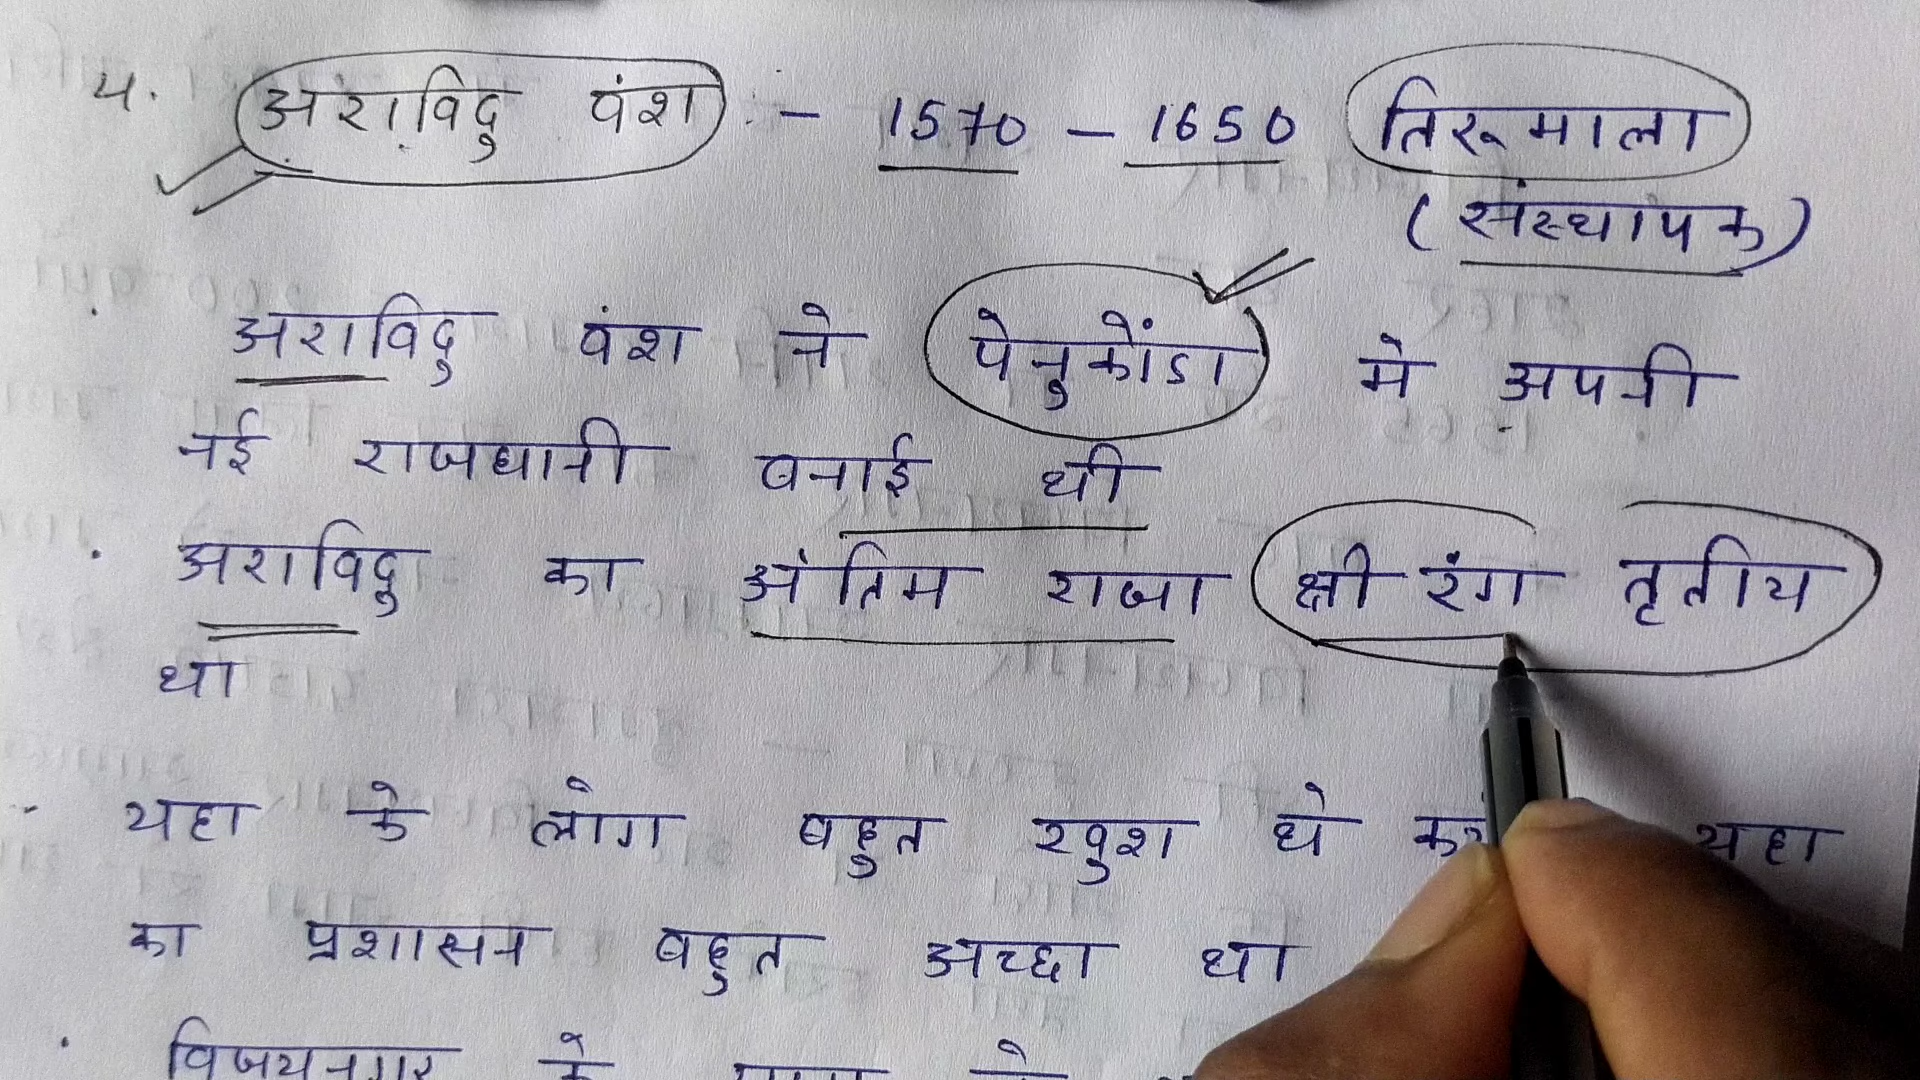 4. अराविदु वंश :- 1570 - 1650 तिरूमाला
(संस्थापक)
. अराविदु वंश ने पेनुकोंडा मे अपनी
नई राजधानी बनाई थी
. अराविदु का अंतिम राजा क्षी रंग तृतीय
था
- यहा के लोग बहुत खुश थे यहा
का प्रशासन बहुत अच्छा था
. विजयनगर के